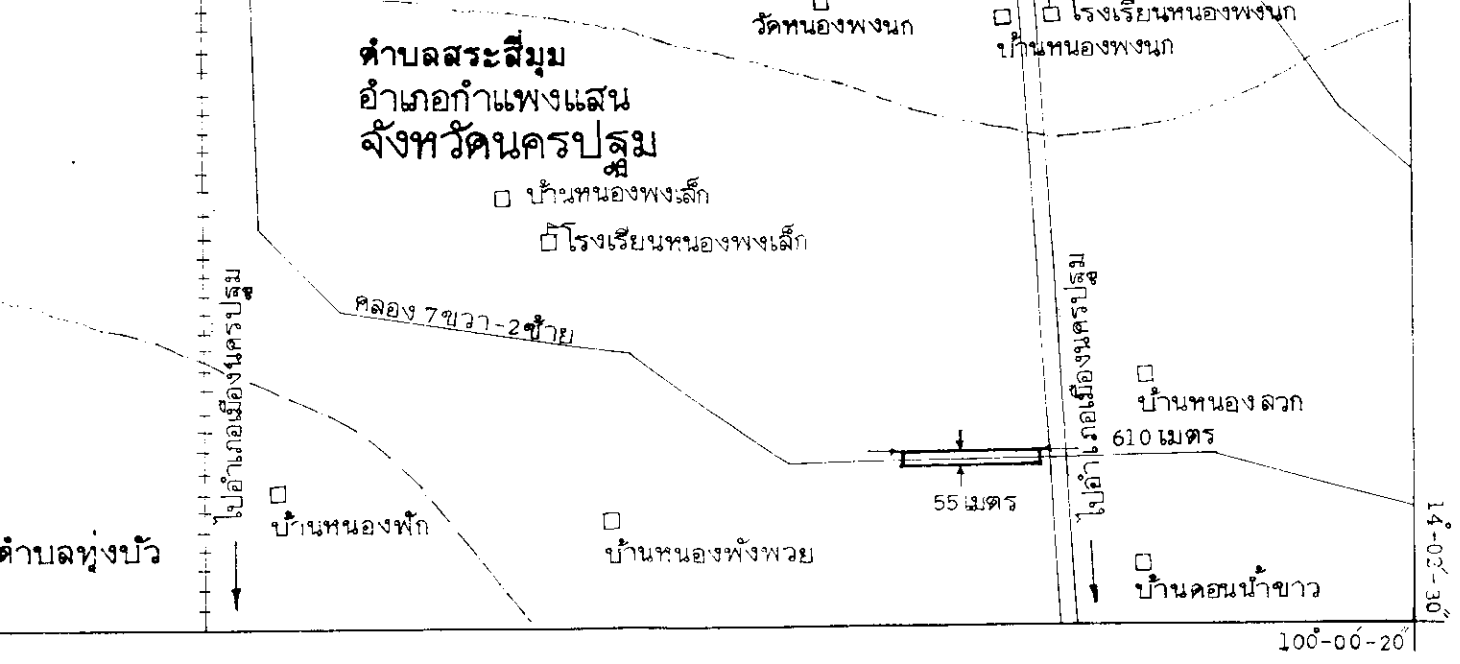 วัดหนองพงนก
โรงเรียนหนองพงนก
บ้านหนองพงนก
ตำบลสระสี่มุม
อำเภอกำแพงแสน
จังหวัดนครปฐม
บ้านหนองพงเล็ก
โรงเรียนหนองพงเล็ก
ไปอำเภอเมืองนครปฐม
คลอง 7ขวา-2ซ้าย
ไปอำเภอเมืองนครปฐม
บ้านหนองลวก
610 เมตร
55 เมตร
บ้านหนองพัก
บ้านหนองพังพวย
ตำบลทุ่งบัว
บ้านดอนน้ำขาว
100°-00'-20"